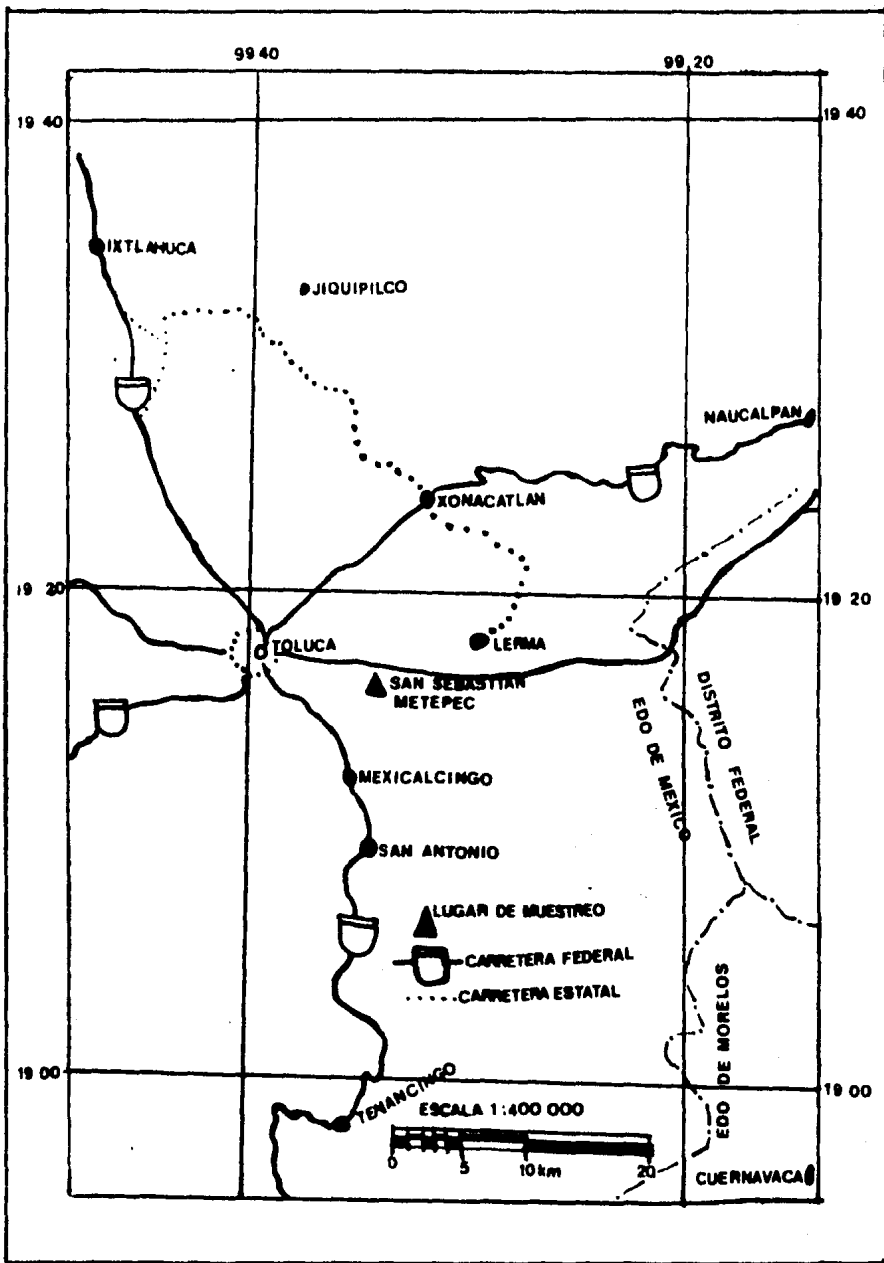 99 40
99 20
19 40
19 40
IXTLAHUCA
JIQUIPILCO
NAUCALPAN
XONACATLAN
19 20
19 20
TOLUCA
LERMA
SAN SEBASTIAN
METEPEC
DISTRITO FEDERAL
EDO DE MEXICO
MEXICALCINGO
SAN ANTONIO
LUGAR DE MUESTREO
CARRETERA FEDERAL
CARRETERA ESTATAL
EDO DE MORELOS
19 00
19 00
TENANCINGO
ESCALA 1:400 000
0 5 10 km 20
CUERNAVACA